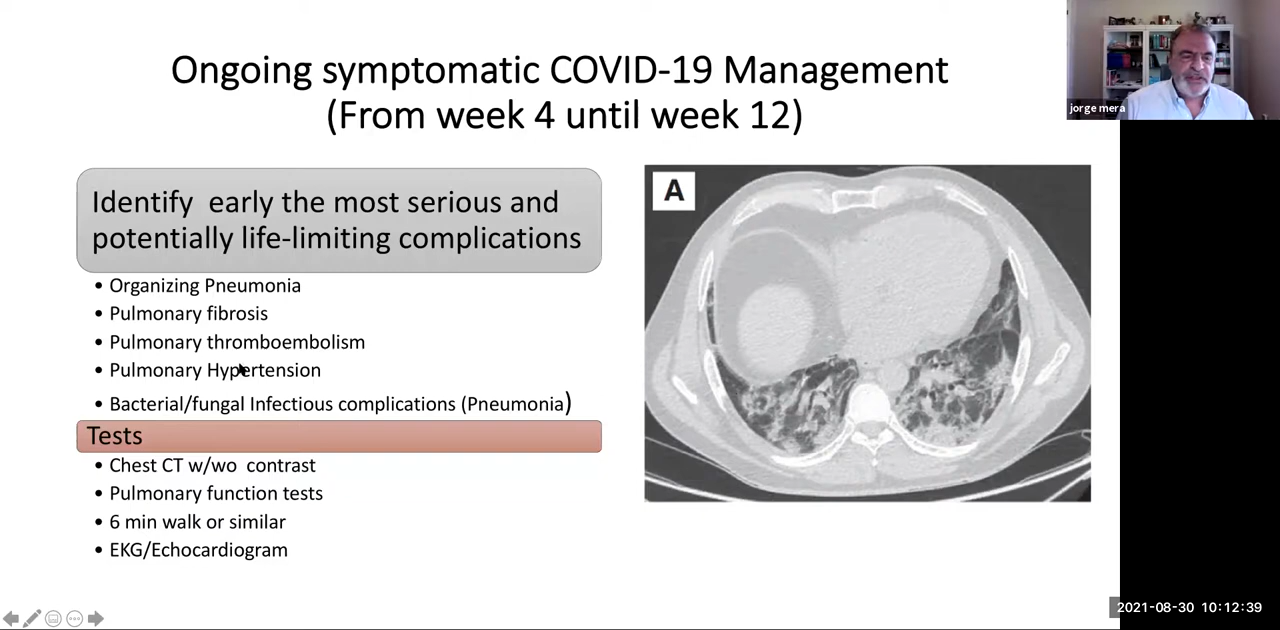 Ongoing symptomatic COVID-19 Management
(From week 4 until week 12)
jorge mera
Identify early the most serious and
potentially life-limiting complications
• Organizing Pneumonia
• Pulmonary fibrosis
• Pulmonary thromboembolism
• Pulmonary Hypertension
• Bacterial/fungal Infectious complications (Pneumonia)
Tests
• Chest CT w/wo contrast
• Pulmonary function tests
• 6 min walk or similar
• EKG/Echocardiogram
A
2021-08-30 10:12:39